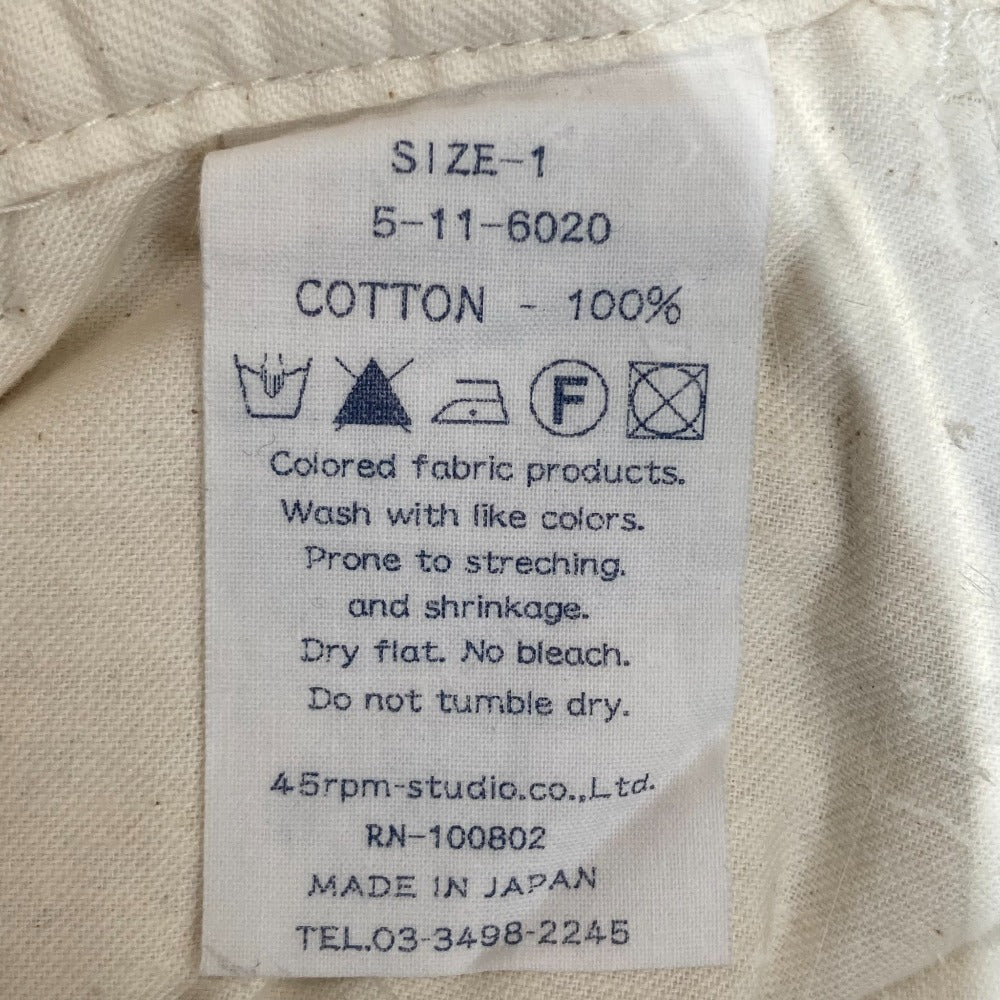 SIZE-1
5-11-6020
COTTON - 100%
F
Colored fabric products.
Wash with like colors.
Prone to streching.
and shrinkage.
Dry flat. No bleach.
Do not tumble dry.
45rpm-studio.co.,Ltd.
RN-100802
MADE IN JAPAN
TEL.03-3498-2245